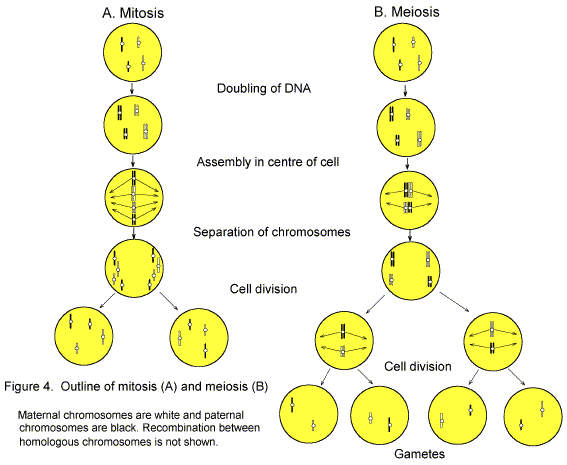 A. Mitosis
B. Meiosis
Doubling of DNA
Assembly in centre of cell
Separation of chromosomes
Cell division
Cell division
Figure 4. Outline of mitosis (A) and meiosis (B)
Maternal chromosomes are white and paternal
chromosomes are black. Recombination between
homologous chromosomes is not shown.
Gametes